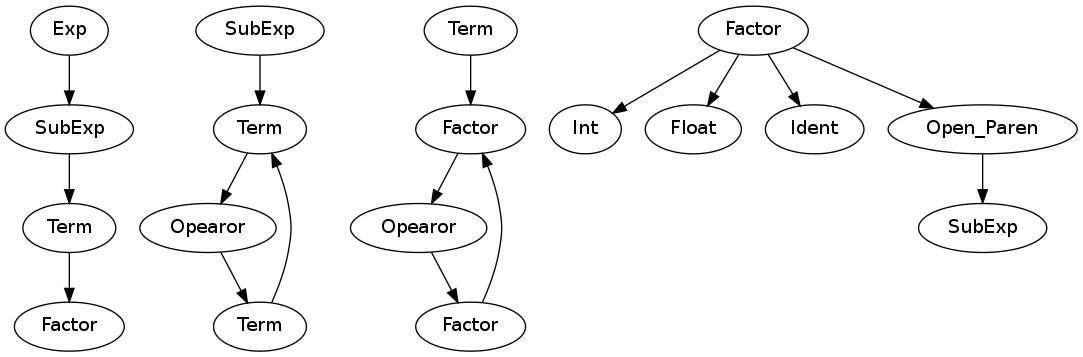 Exp
SubExp
Term
Factor
SubExp
Term
Opearor
Term
Term
Factor
Opearor
Factor
Factor
Int
Float
Ident
Open_Paren
SubExp